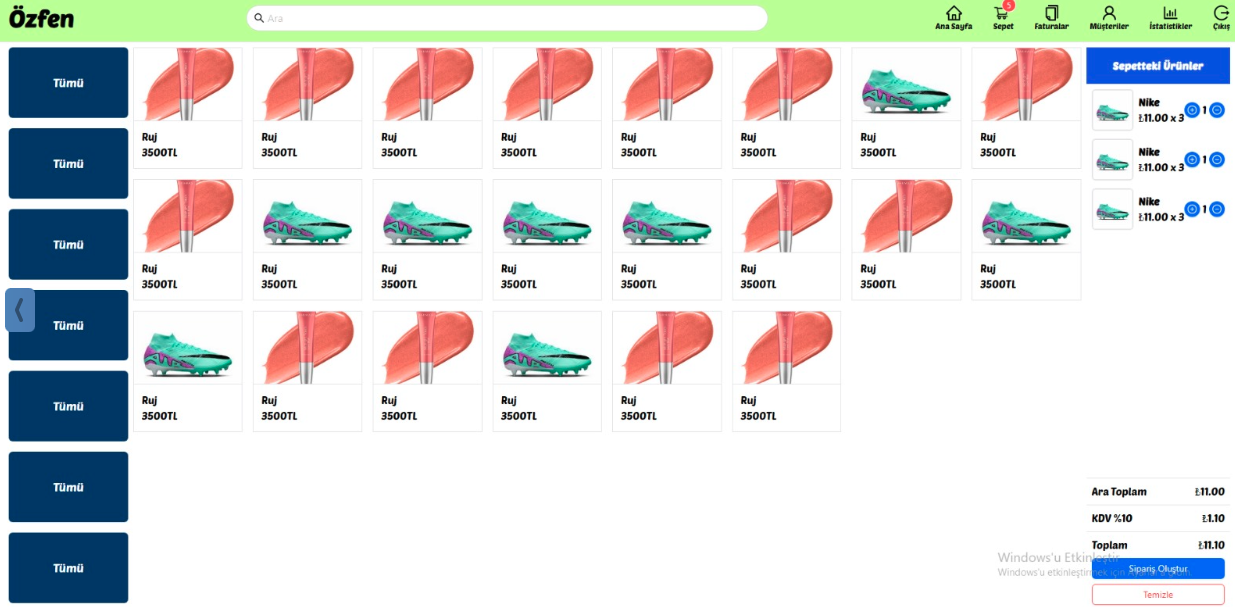 Özfen
Ara
Ana Sayfa
5
Sepet
Faturalar
Müşteriler
İstatistikler
Çıkış
Tümü
Tümü
Tümü
Tümü
Tümü
Tümü
Tümü
Ruj
3500TL
Ruj
3500TL
Ruj
3500TL
Ruj
3500TL
Ruj
3500TL
Ruj
3500TL
Ruj
3500TL
Ruj
3500TL
Ruj
3500TL
Ruj
3500TL
Ruj
3500TL
Ruj
3500TL
Ruj
3500TL
Ruj
3500TL
Ruj
3500TL
Ruj
3500TL
Ruj
3500TL
Ruj
3500TL
Ruj
3500TL
Ruj
3500TL
Ruj
3500TL
Ruj
3500TL
Sepetteki Ürünler
Nike
₺11.00 x 3
1
Nike
₺11.00 x 3
1
Nike
₺11.00 x 3
1
Ara Toplam ₺11.00
KDV %10 ₺1.10
Toplam ₺11.10
Windows'u Etkinleştir
Windows'u etkinleştirmek için
Sipariş Oluştur
Temizle